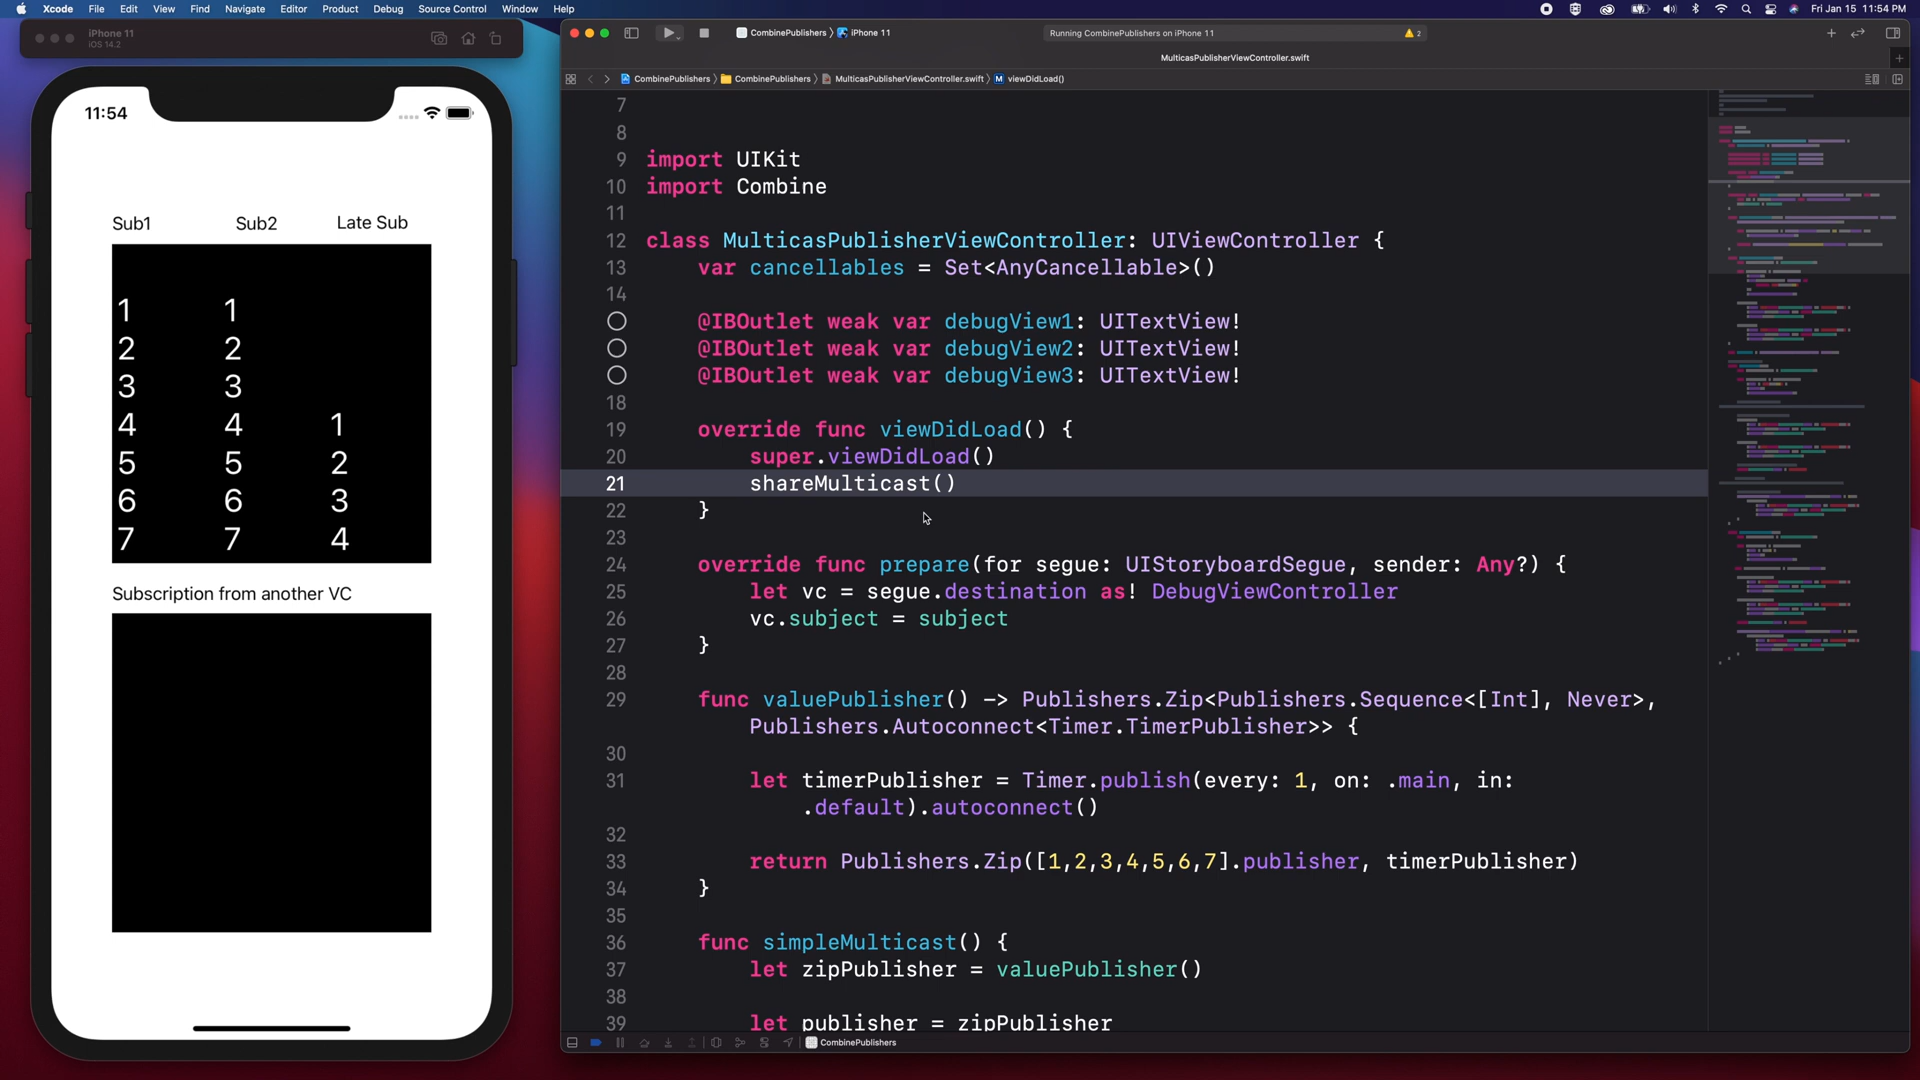 Xcode File Edit View Find Navigate Editor Product Debug Source Control Window Help
Fri Jan 15 11:54 PM
iPhone 11
iOS 14.2
CombinePublishers iPhone 11
Running CombinePublishers on iPhone 11
2
MulticasPublisherViewController.swift
CombinePublishers CombinePublishers MulticasPublisherViewController.swift M viewDidLoad()
11:54
Sub1 Sub2 Late Sub
1 1
2 2
3 3
4 4 1
5 5 2
6 6 3
7 7 4
Subscription from another VC
7
8
9 import UIKit
10 import Combine
11
12 class MulticasPublisherViewController: UIViewController {
13 var cancellables = Set<AnyCancellable>()
14
@IBOutlet weak var debugView1: UITextView!
@IBOutlet weak var debugView2: UITextView!
@IBOutlet weak var debugView3: UITextView!
18
19 override func viewDidLoad() {
20 super.viewDidLoad()
21 shareMulticast()
22 }
23
24 override func prepare(for segue: UIStoryboardSegue, sender: Any?) {
25 let vc = segue.destination as! DebugViewController
26 vc.subject = subject
27 }
28
29 func valuePublisher() -> Publishers.Zip<Publishers.Sequence<[Int], Never>,
Publishers.Autoconnect<Timer.TimerPublisher>> {
30
31 let timerPublisher = Timer.publish(every: 1, on: .main, in:
.default).autoconnect()
32
33 return Publishers.Zip([1,2,3,4,5,6,7].publisher, timerPublisher)
34 }
35
36 func simpleMulticast() {
37 let zipPublisher = valuePublisher()
38
39 let publisher = zipPublisher
CombinePublishers